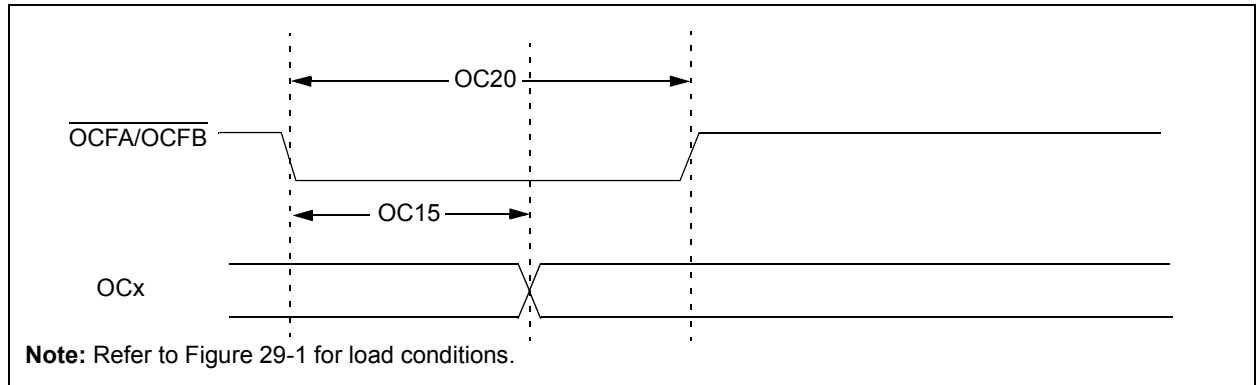 OC20
OCFA/OCFB
OC15
OCx
Note: Refer to Figure 29-1 for load conditions.